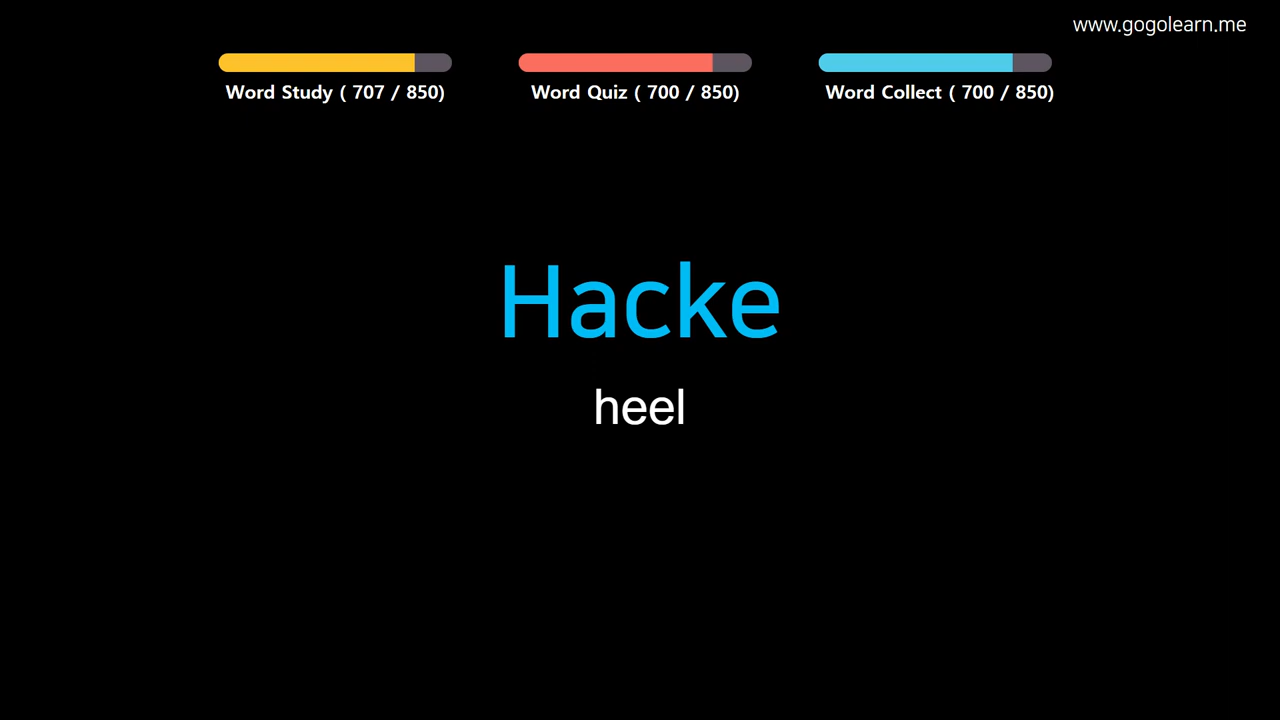 www.gogolearn.me
Word Study ( 707 / 850)
Word Quiz ( 700 / 850)
Word Collect ( 700 / 850)
Hacke
heel